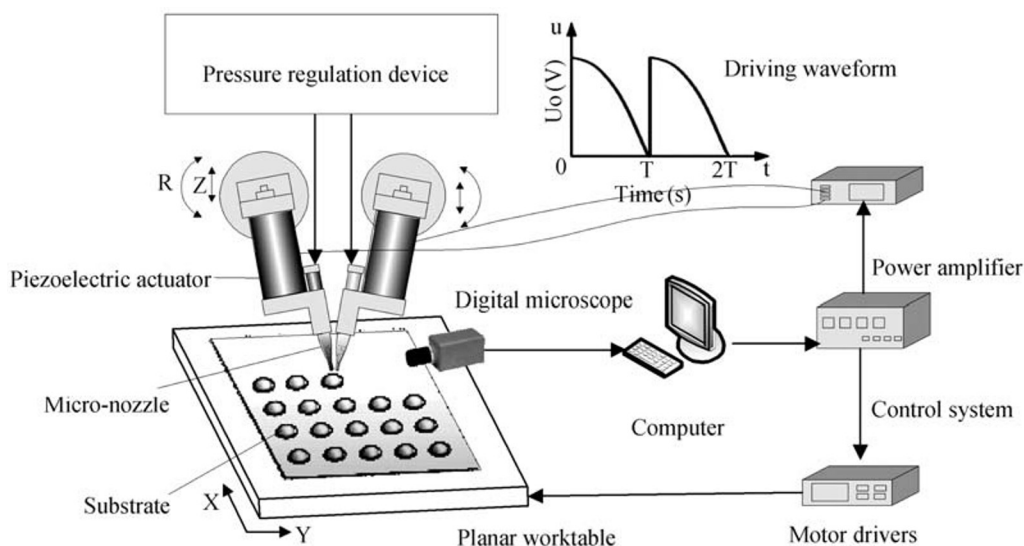 Pressure regulation device
u
Uo (V)
Driving waveform
0
T
2T
t
Time (s)
R
Z
Piezoelectric actuator
Power amplifier
Digital microscope
Micro-nozzle
Computer
Control system
Substrate
X
Y
Planar worktable
Motor drivers